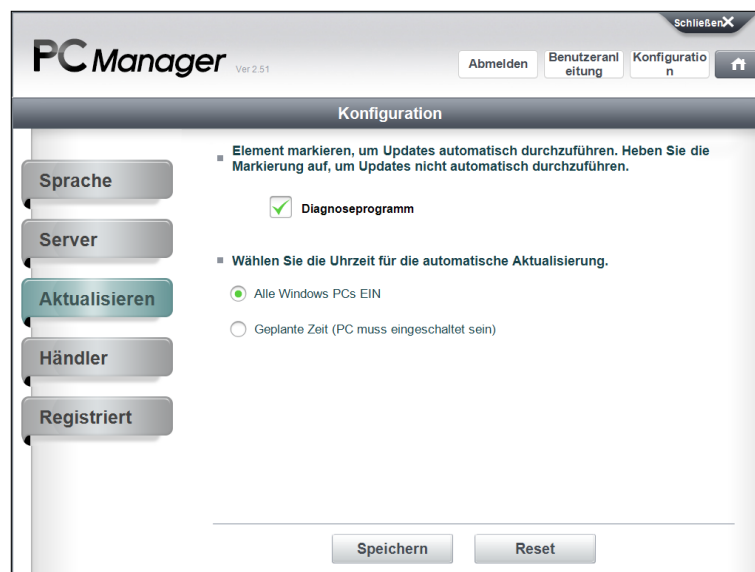 Schließen X
PC Manager Ver 2.51
Abmelden
Benutzeranl
eitung
Konfiguratio
n
Konfiguration
Sprache
Server
Aktualisieren
Händler
Registriert
Element markieren, um Updates automatisch durchzuführen. Heben Sie die
Markierung auf, um Updates nicht automatisch durchzuführen.
Diagnoseprogramm
Wählen Sie die Uhrzeit für die automatische Aktualisierung.
Alle Windows PCs EIN
Geplante Zeit (PC muss eingeschaltet sein)
Speichern
Reset